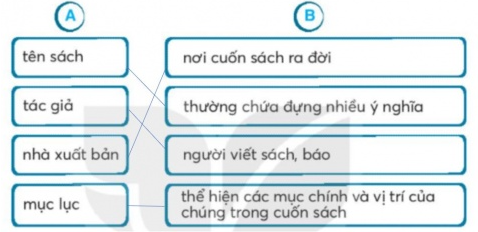 A B
tên sách nơi cuốn sách ra đời
tác giả thường chứa đựng nhiều ý nghĩa
nhà xuất bản người viết sách, báo
mục lục thể hiện các mục chính và vị trí của
chúng trong cuốn sách